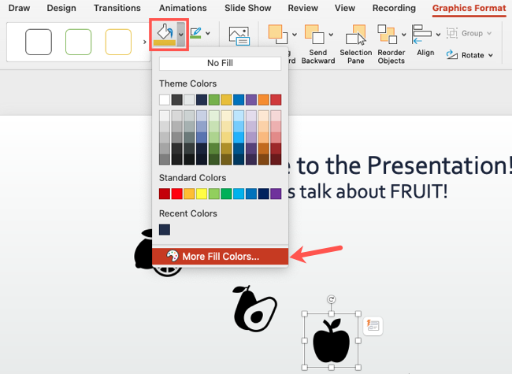 Draw Design Transitions Animations Slide Show Review View Recording Graphics Format
Send Backward
Selection Pane
Reorder Objects
Align
Group
Rotate
No Fill
Theme Colors
Standard Colors
Recent Colors
More Fill Colors...
e to the Presentation!
s talk about FRUIT!